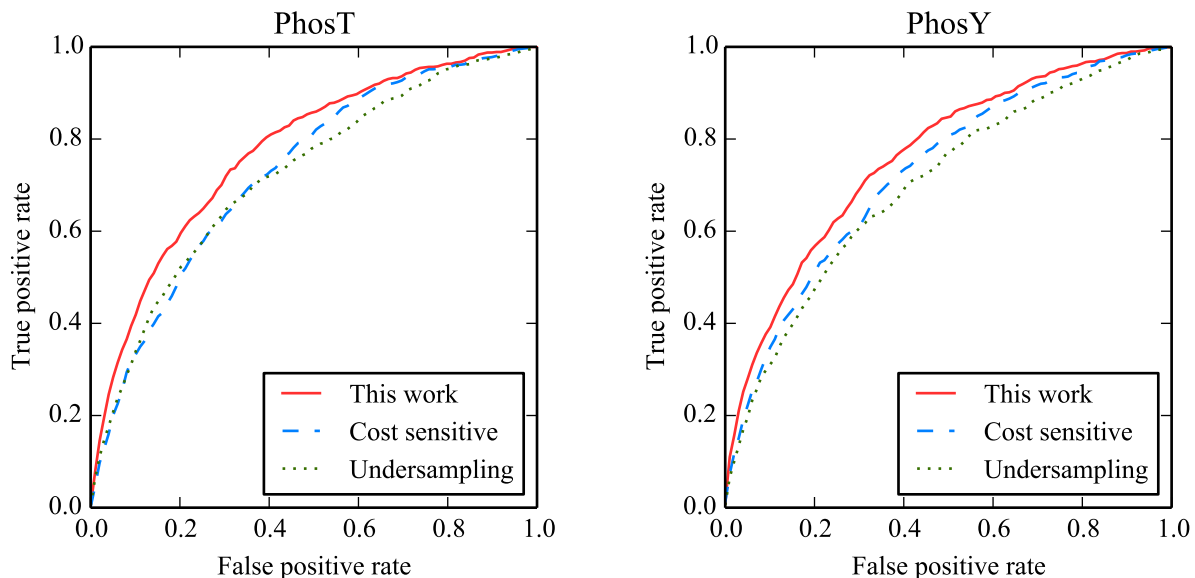 PhosT
1.0
0.8
0.6
0.4
0.2
0.0
True positive rate
0.0 0.2 0.4 0.6 0.8 1.0
False positive rate
This work
Cost sensitive
Undersampling
PhosY
1.0
0.8
0.6
0.4
0.2
0.0
True positive rate
0.0 0.2 0.4 0.6 0.8 1.0
False positive rate
This work
Cost sensitive
Undersampling